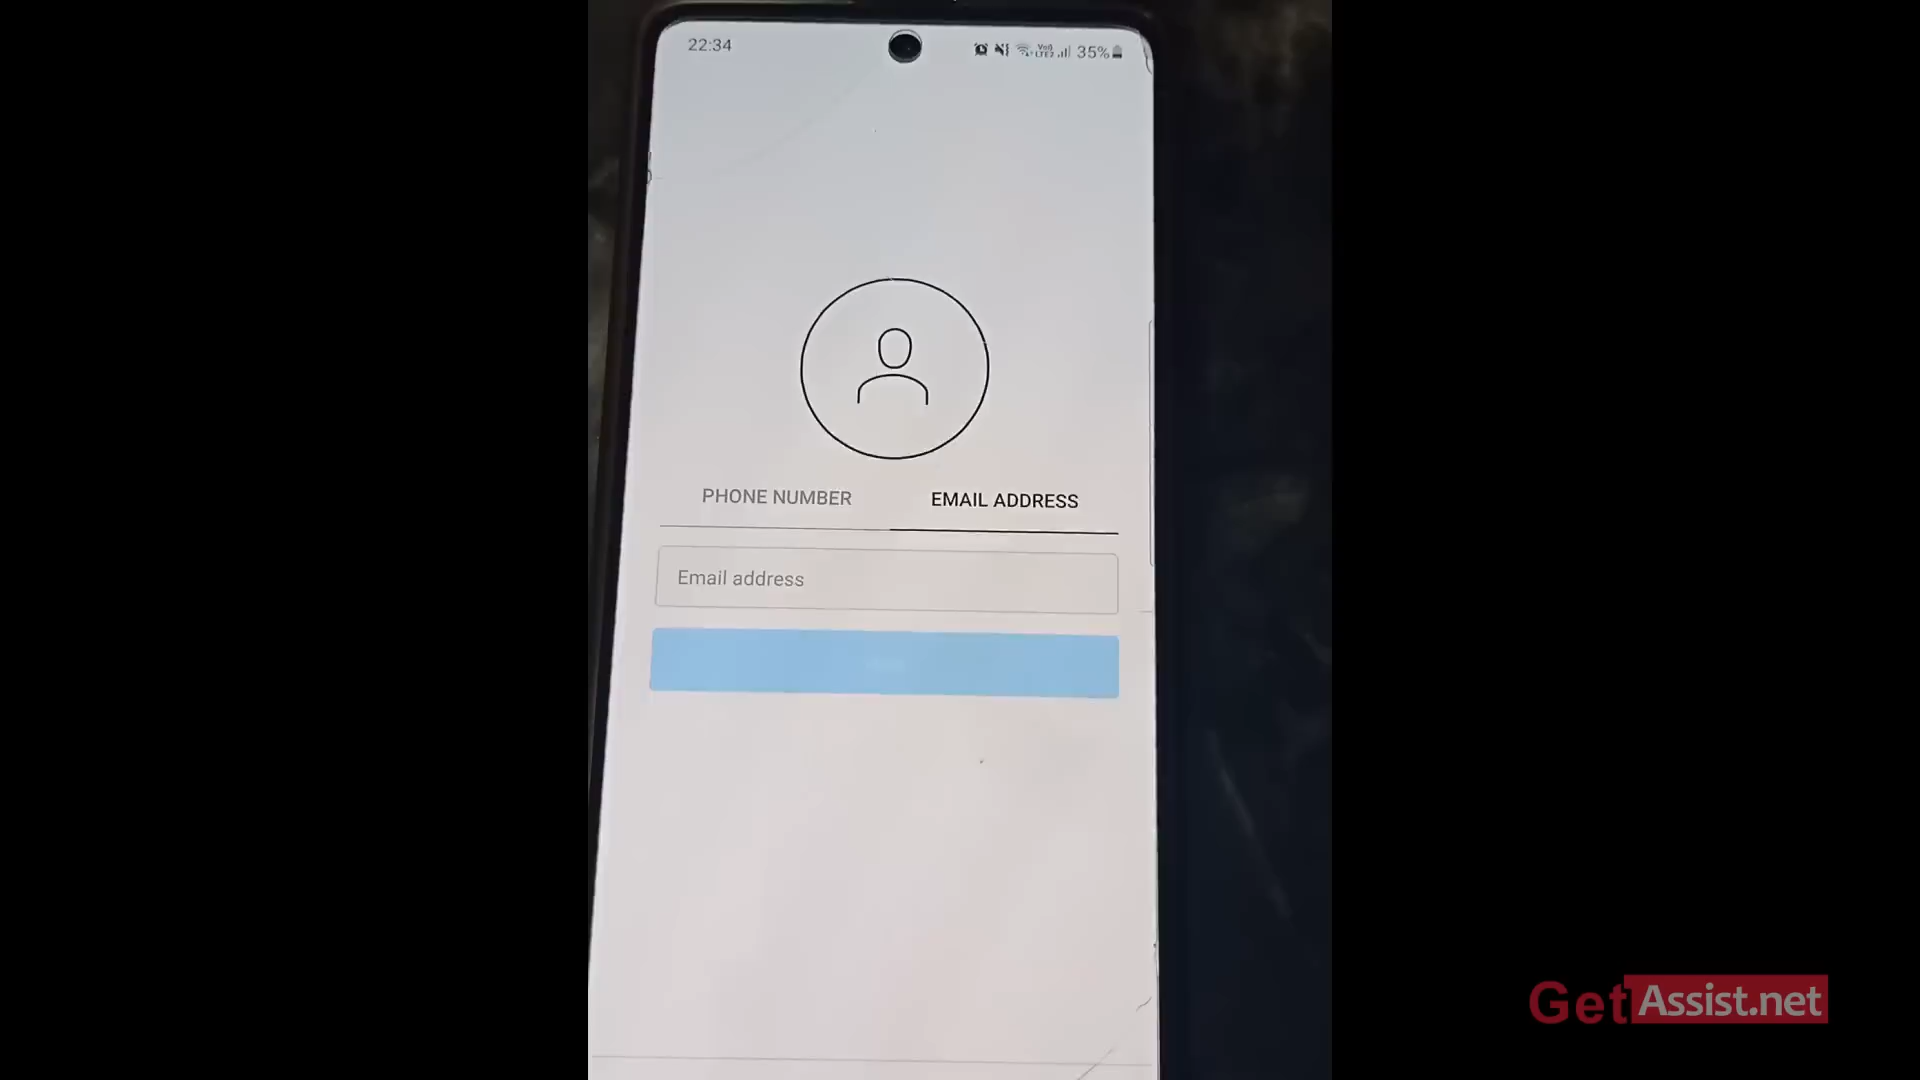 22:34
35%
PHONE NUMBER
EMAIL ADDRESS
Email address
GetAssist.net